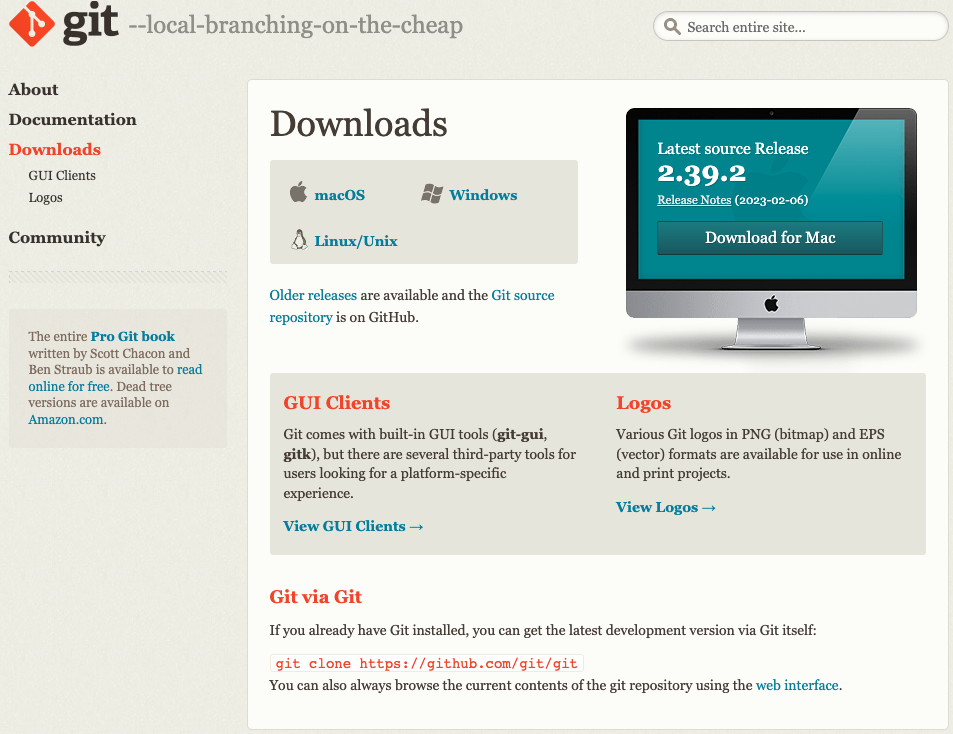 git --local-branching-on-the-cheap
Search entire site...
About
Documentation
Downloads
GUI Clients
Logos
Community
The entire Pro Git book
written by Scott Chacon and
Ben Straub is available to read
online for free. Dead tree
versions are available on
Amazon.com.
Downloads
macOS
Windows
Linux/Unix
Older releases are available and the Git source
repository is on GitHub.
Latest source Release
2.39.2
Release Notes (2023-02-06)
Download for Mac
GUI Clients
Git comes with built-in GUI tools (git-gui,
gitk), but there are several third-party tools for
users looking for a platform-specific
experience.
View GUI Clients →
Logos
Various Git logos in PNG (bitmap) and EPS
(vector) formats are available for use in online
and print projects.
View Logos →
Git via Git
If you already have Git installed, you can get the latest development version via Git itself:
git clone https://github.com/git/git
You can also always browse the current contents of the git repository using the web interface.